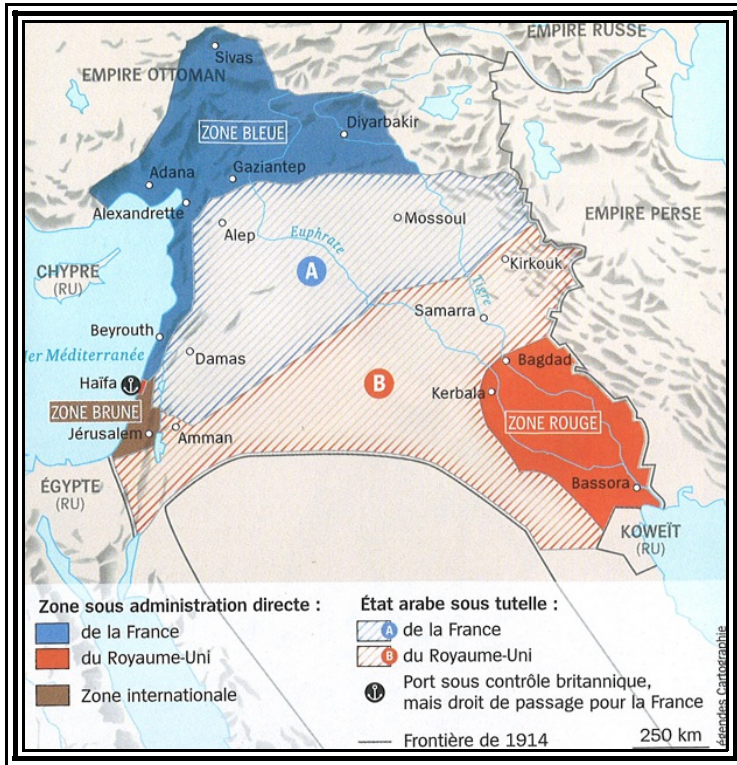 EMPIRE RUSSE
Sivas
EMPIRE OTTOMAN
ZONE BLEUE
Diyarbakir
Adana
Gaziantep
Alexandrette
Alep
Mossoul
EMPIRE PERSE
Euphrate
Kirkouk
CHYPRE
(RU)
A
Tigre
Samarra
Beyrouth
er Méditerranée
Damas
Bagdad
Haïfa
B
Kerbala
ZONE BRUNE
ZONE ROUGE
Jérusalem
Amman
Bassora
ÉGYPTE
(RU)
KOWEÏT
(RU)
Zone sous administration directe :
de la France
du Royaume-Uni
Zone internationale
État arabe sous tutelle :
A de la France
B du Royaume-Uni
Port sous contrôle britannique,
mais droit de passage pour la France
Frontière de 1914
250 km
égendes Cartographie